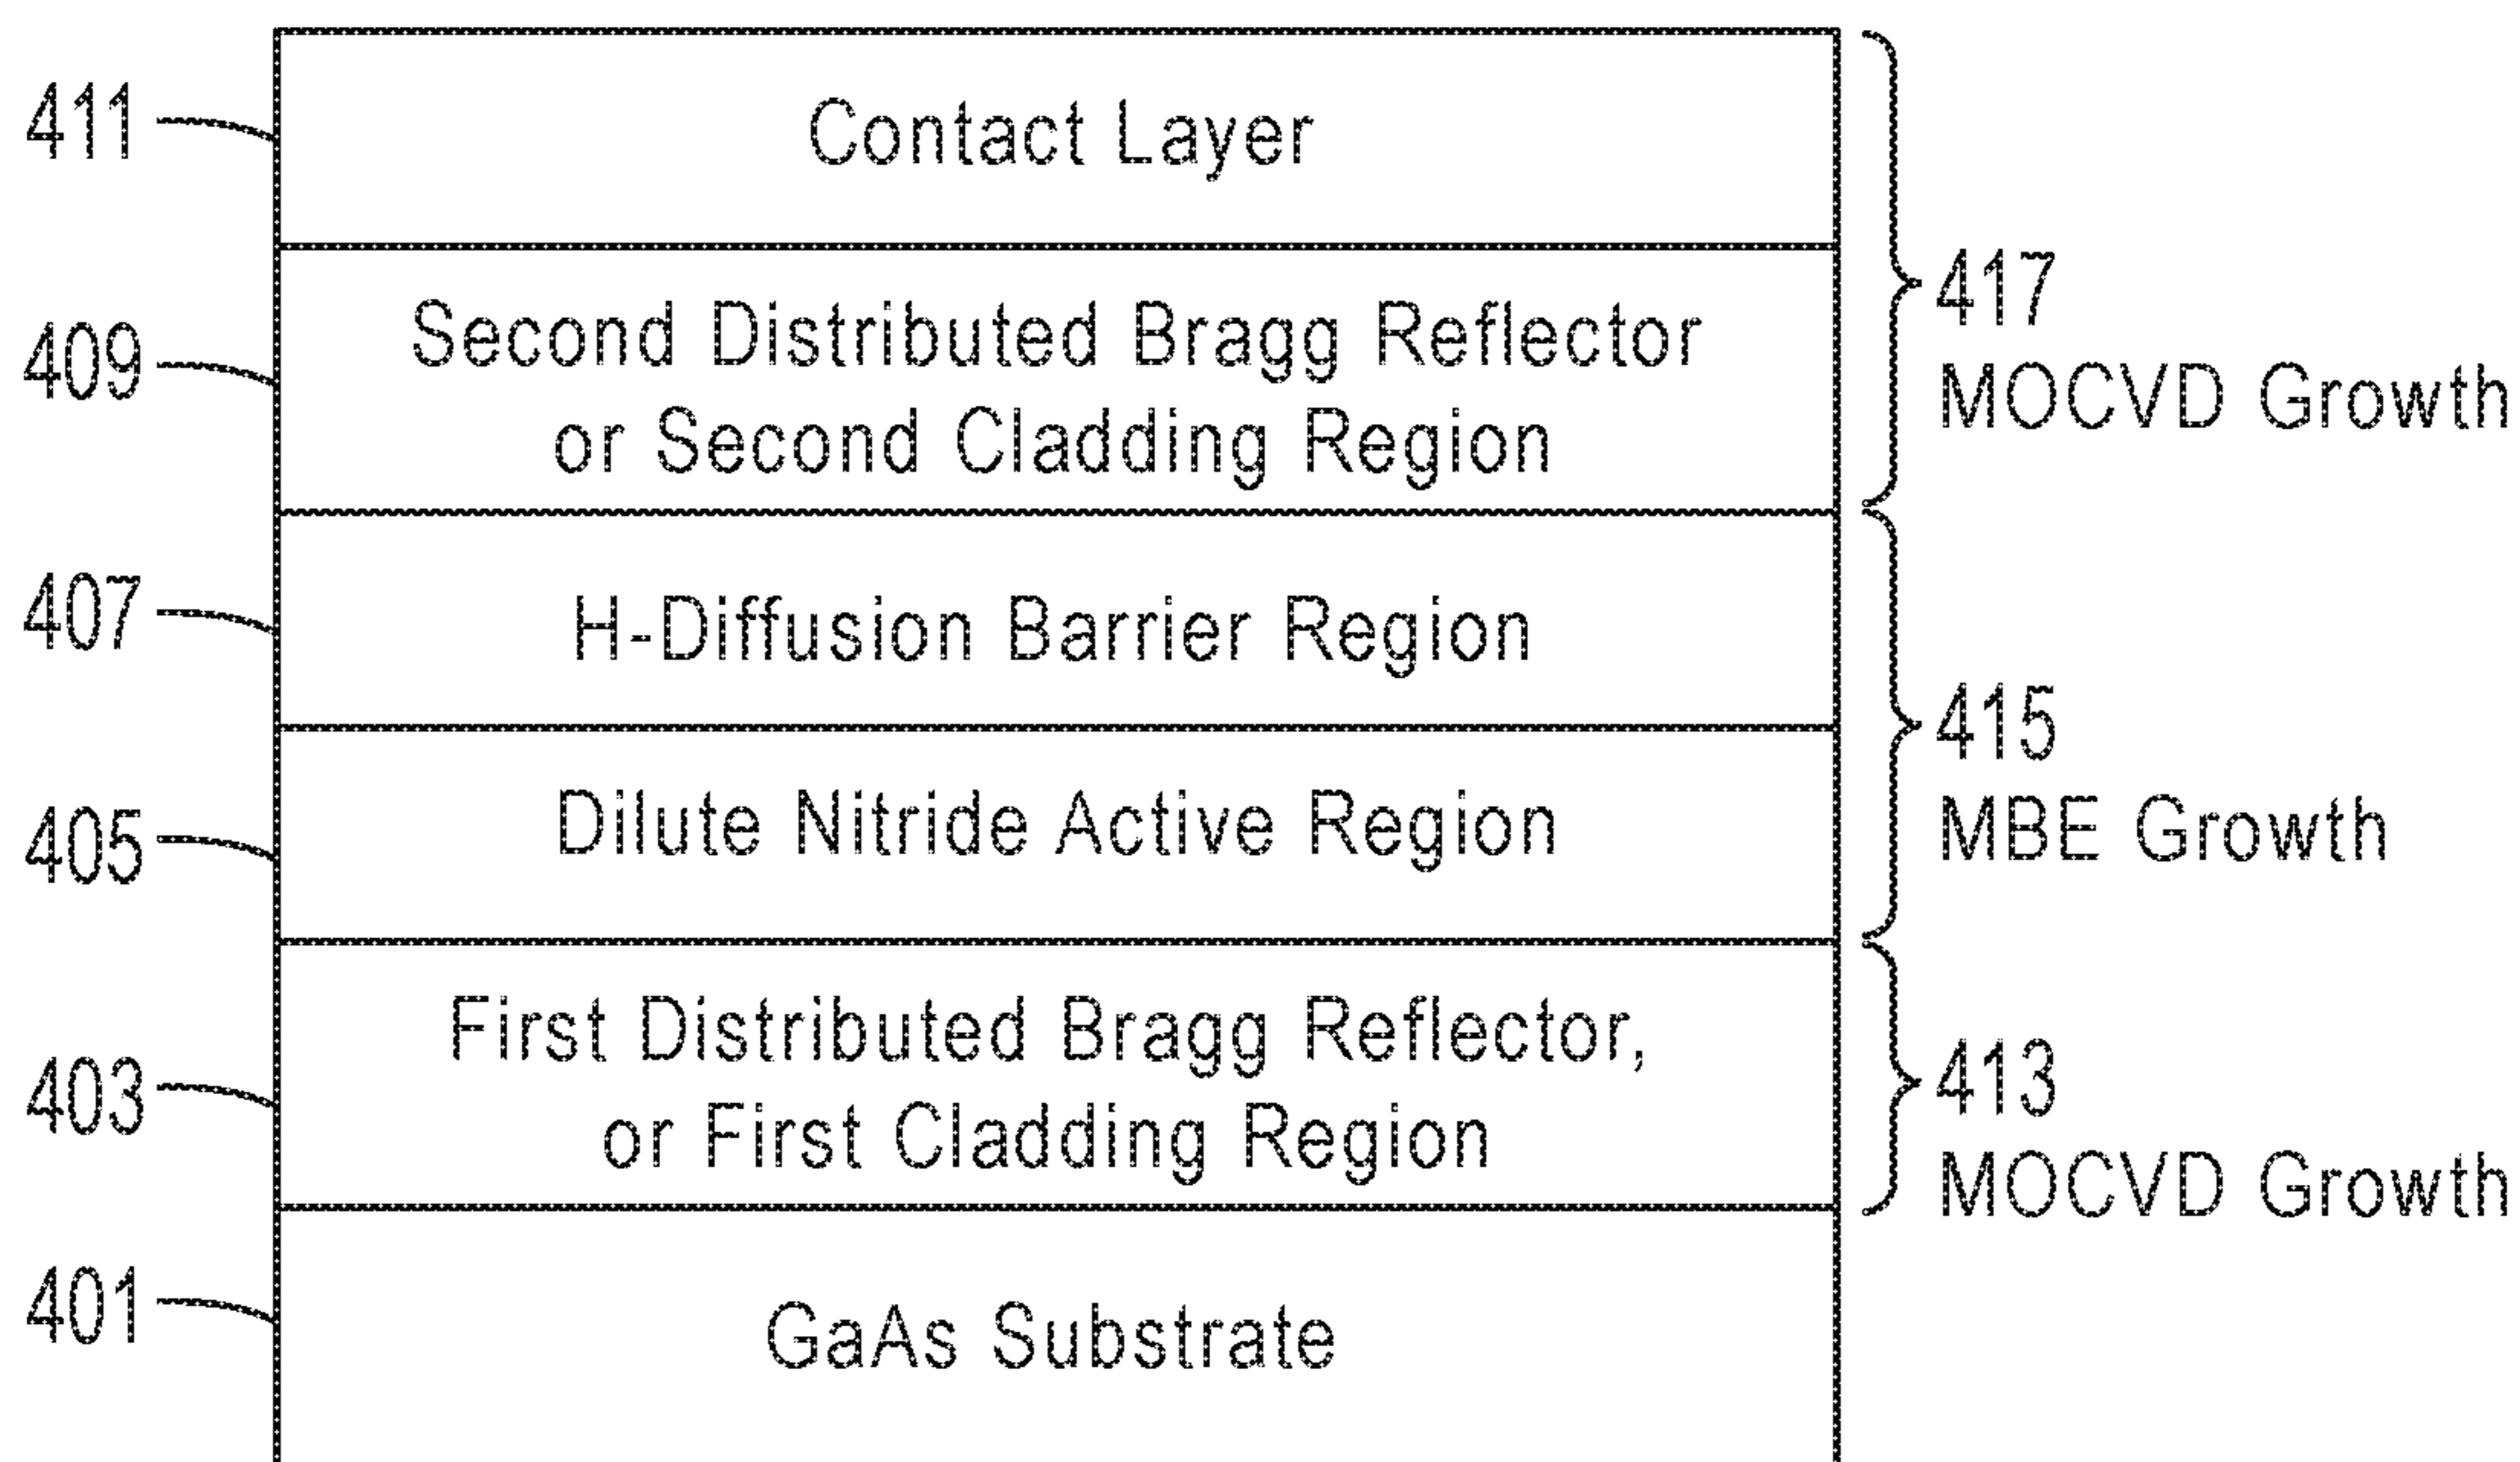 411
Contact Layer
409
Second Distributed Bragg Reflector
or Second Cladding Region
417
MOCVD Growth
407
H-Diffusion Barrier Region
405
Dilute Nitride Active Region
415
MBE Growth
403
First Distributed Bragg Reflector,
or First Cladding Region
413
MOCVD Growth
401
GaAs Substrate